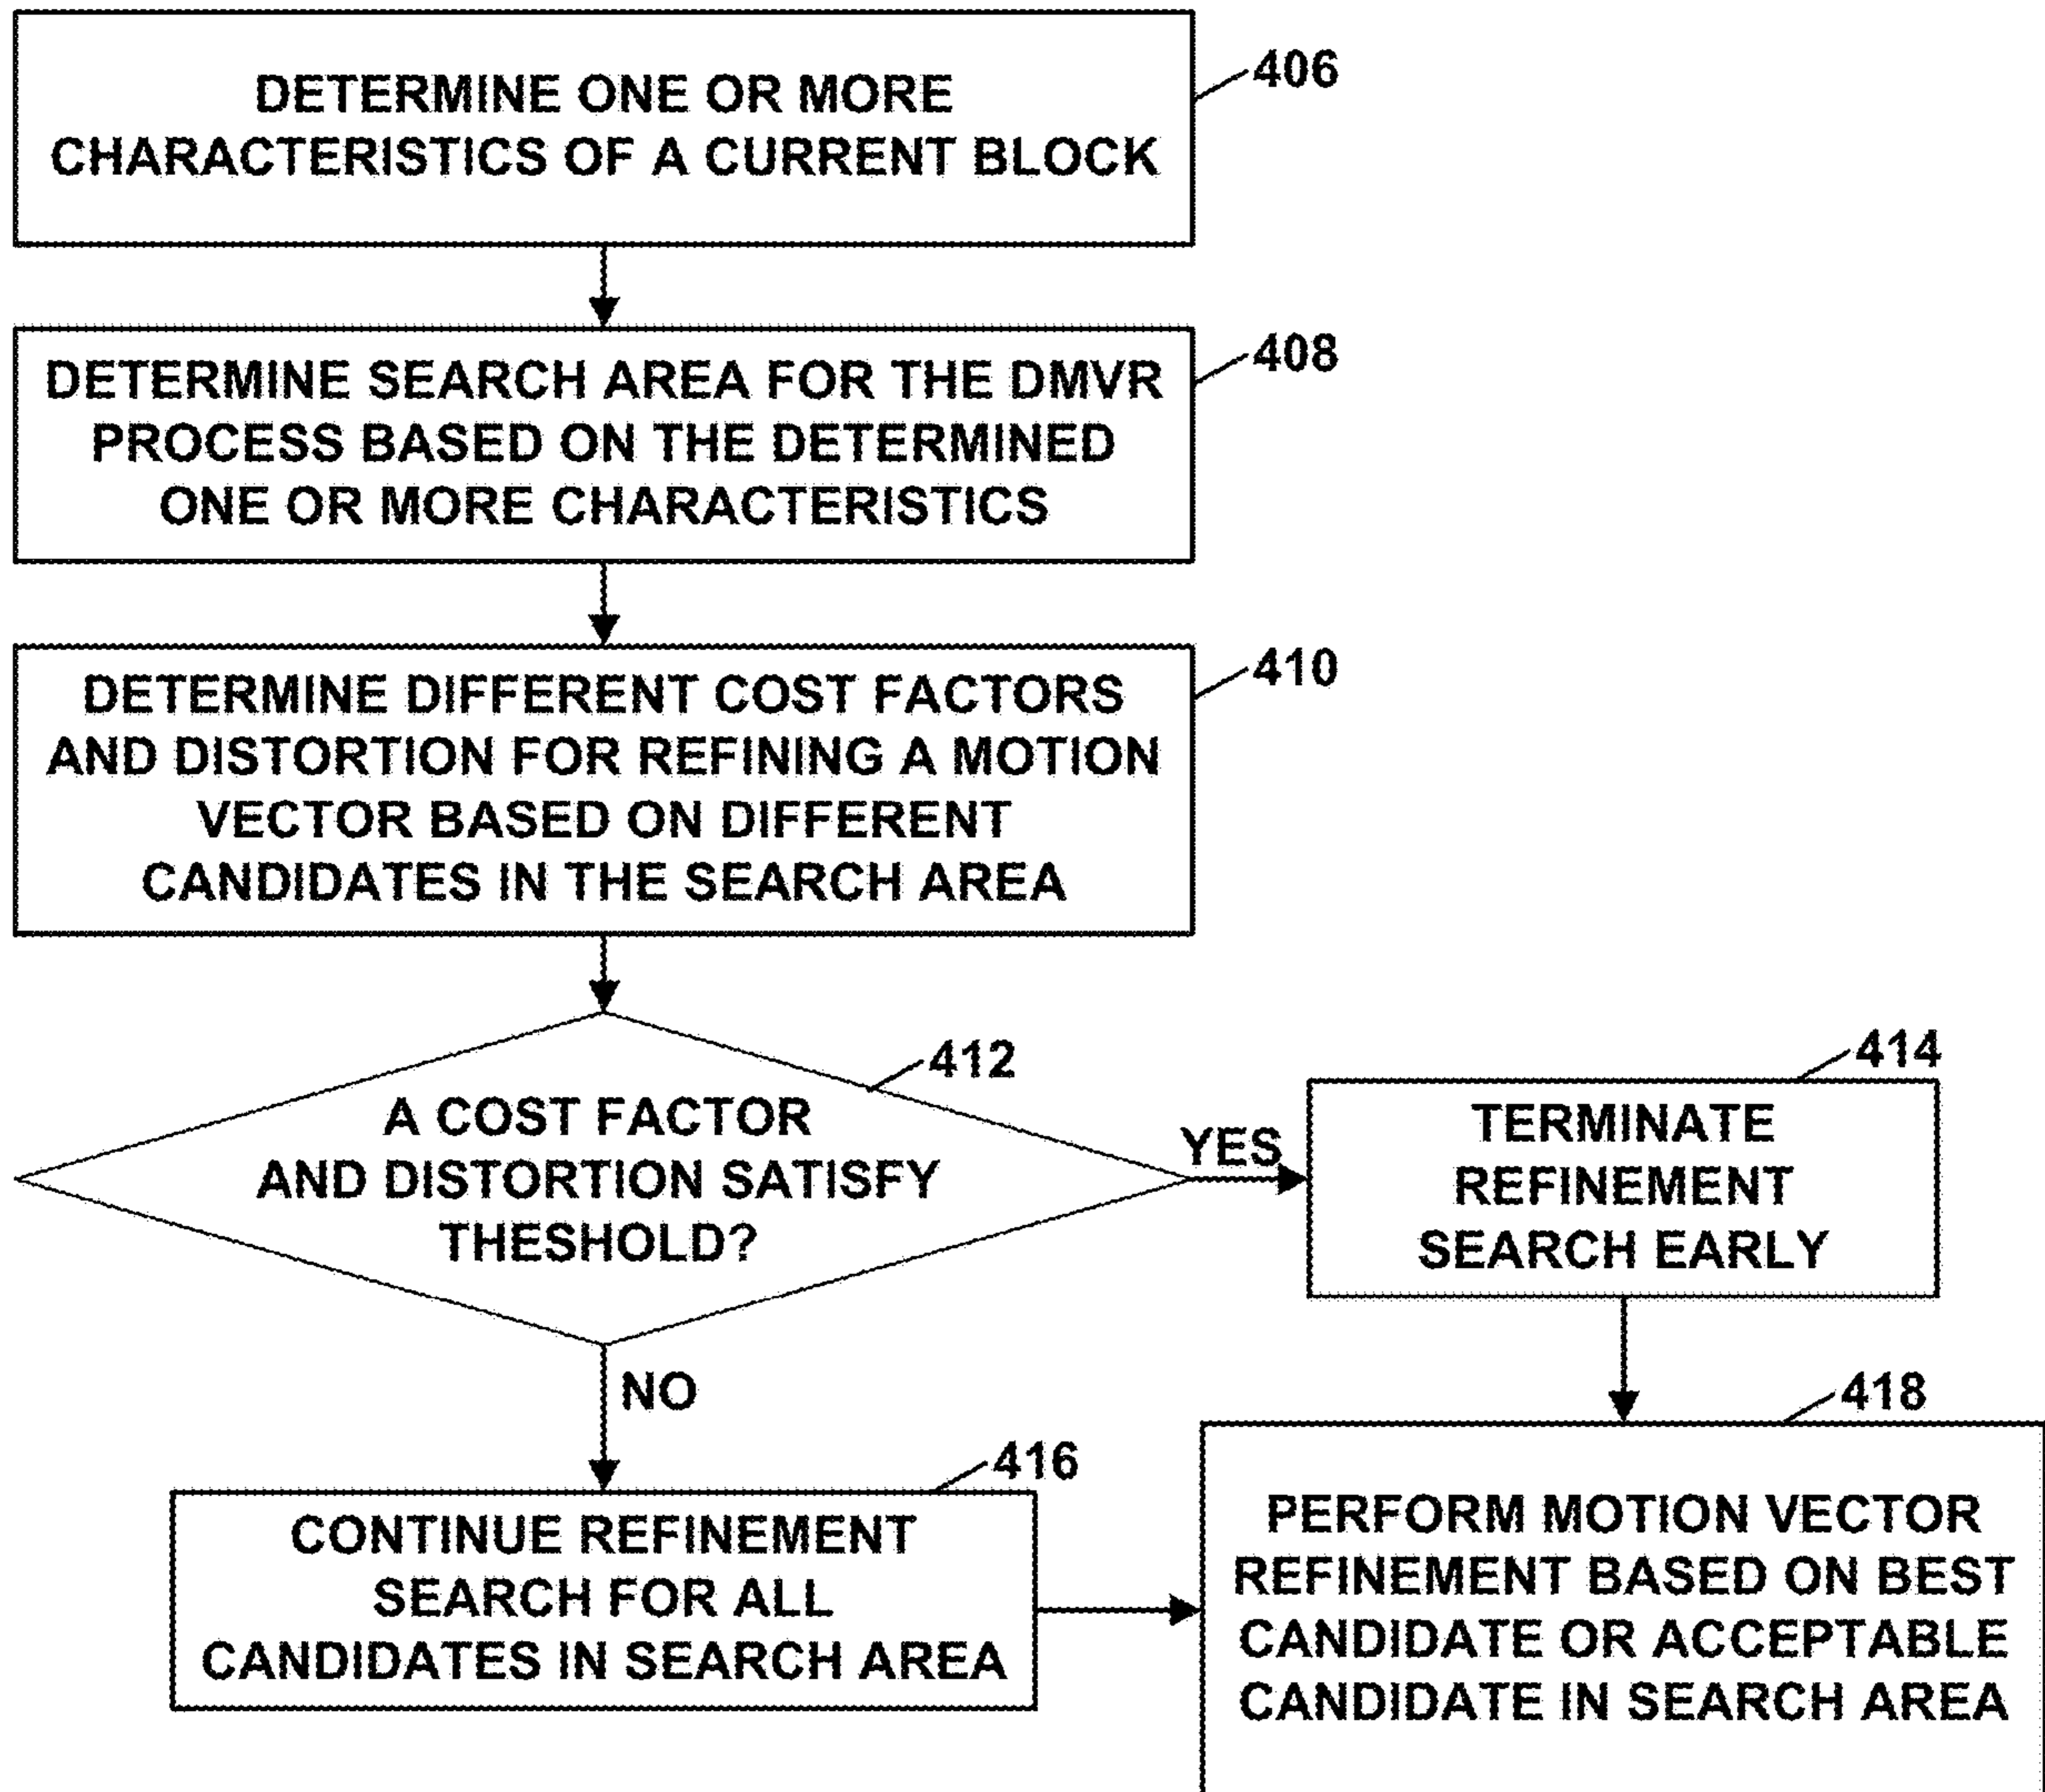 DETERMINE ONE OR MORE
CHARACTERISTICS OF A CURRENT BLOCK
406
DETERMINE SEARCH AREA FOR THE DMVR
PROCESS BASED ON THE DETERMINED
ONE OR MORE CHARACTERISTICS
408
DETERMINE DIFFERENT COST FACTORS
AND DISTORTION FOR REFINING A MOTION
VECTOR BASED ON DIFFERENT
CANDIDATES IN THE SEARCH AREA
410
412
A COST FACTOR
AND DISTORTION SATISFY
THESHOLD?
YES
414
TERMINATE
REFINEMENT
SEARCH EARLY
NO
416
CONTINUE REFINEMENT
SEARCH FOR ALL
CANDIDATES IN SEARCH AREA
418
PERFORM MOTION VECTOR
REFINEMENT BASED ON BEST
CANDIDATE OR ACCEPTABLE
CANDIDATE IN SEARCH AREA